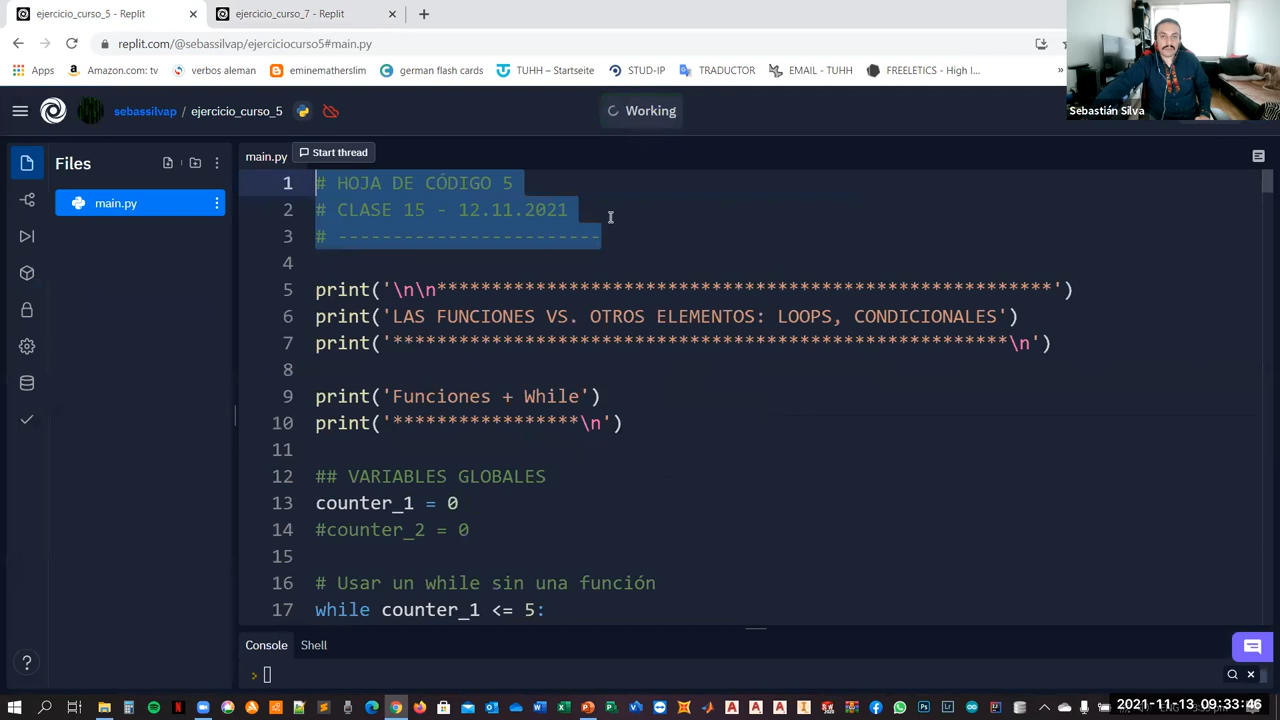 ejercicio_curso_5 - Replit
ejercicio_curso_7 - Replit
replit.com/@sebassilvap/ejerciciocurso5#main.py
Apps
Amazon.com: tv
verbos aleman
eminematherslim
german flash cards
TUHH – Startseite
STUD-IP
TRADUCTOR
EMAIL - TUHH
FREELETICS - High I...
»
Sebastián Silva
sebassilvap / ejercicio_curso_5
Working
Files
main.py
main.py
Start thread
1 # HOJA DE CÓDIGO 5
2 # CLASE 15 - 12.11.2021
3 # ------------------------
4
5 print('\n\n********************************************************')
6 print('LAS FUNCIONES VS. OTROS ELEMENTOS: LOOPS, CONDICIONALES')
7 print('********************************************************\n')
8
9 print('Funciones + While')
10 print('*****************\n')
11
12 ## VARIABLES GLOBALES
13 counter_1 = 0
14 #counter_2 = 0
15
16 # Usar un while sin una función
17 while counter_1 <= 5:
Console
Shell
>
?
2021-11-13 09:33:46